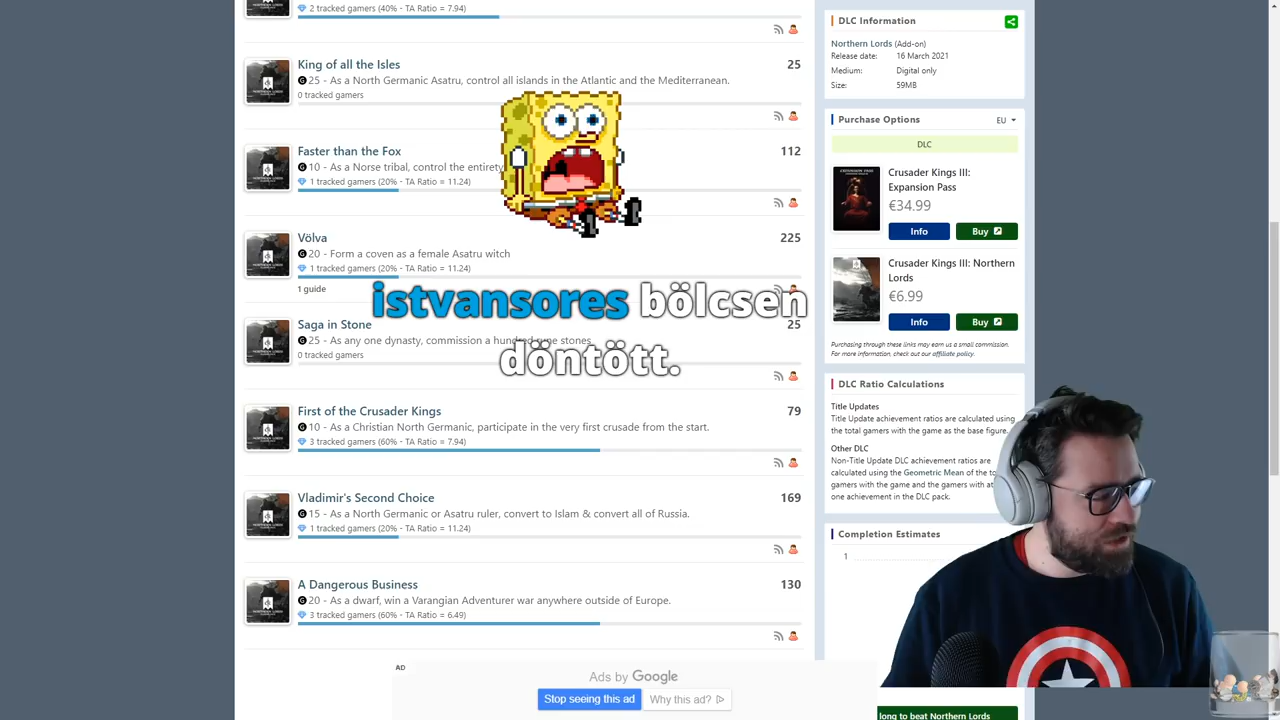 2 tracked gamers (40% - TA Ratio = 7.94)
King of all the Isles
25
25 - As a North Germanic Asatru, control all islands in the Atlantic and the Mediterranean.
0 tracked gamers
Faster than the Fox
112
10 - As a Norse tribal, control the entirety
1 tracked gamers (20% - TA Ratio = 11.24)
Völva
225
20 - Form a coven as a female Asatru witch
1 tracked gamers (20% - TA Ratio = 11.24)
1 guide
istvansores bölcsen
döntött.
Saga in Stone
25
25 - As any one dynasty, commission a hundred rune stones
0 tracked gamers
First of the Crusader Kings
79
10 - As a Christian North Germanic, participate in the very first crusade from the start.
3 tracked gamers (60% - TA Ratio = 7.94)
Vladimir's Second Choice
169
15 - As a North Germanic or Asatru ruler, convert to Islam & convert all of Russia.
1 tracked gamers (20% - TA Ratio = 11.24)
A Dangerous Business
130
20 - As a dwarf, win a Varangian Adventurer war anywhere outside of Europe.
3 tracked gamers (60% - TA Ratio = 6.49)
AD
Ads by Google
Stop seeing this ad
Why this ad?
DLC Information
Northern Lords (Add-on)
Release date: 16 March 2021
Medium: Digital only
Size: 59MB
Purchase Options
EU
DLC
Crusader Kings III:
Expansion Pass
€34.99
Info
Buy
Crusader Kings III: Northern
Lords
€6.99
Info
Buy
Purchasing through these links may earn us a small commission.
For more information, check out our affiliate policy.
DLC Ratio Calculations
Title Updates
Title Update achievement ratios are calculated using
the total gamers with the game as the base figure.
Other DLC
Non-Title Update DLC achievement ratios are
calculated using the Geometric Mean of the
gamers with the game and the gamers with
one achievement in the DLC pack.
Completion Estimates
1
long to beat Northern Lords